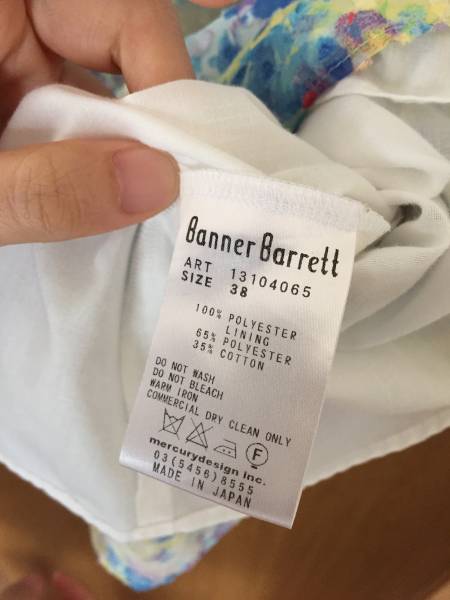 Banner Barrett
ART 13104065
SIZE 38
100% POLYESTER
LINING
65% POLYESTER
35% COTTON
DO NOT WASH
DO NOT BLEACH
WARM IRON
COMMERCIAL DRY CLEAN ONLY
F
mercurydesign inc.
03(5456)8555
MADE IN JAPAN